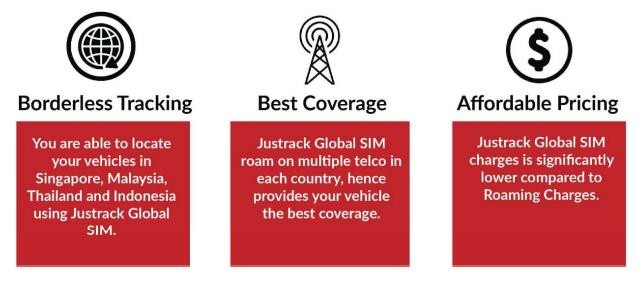 Borderless Tracking
You are able to locate
your vehicles in
Singapore, Malaysia,
Thailand and Indonesia
using Justrack Global
SIM.
Best Coverage
Justrack Global SIM
roam on multiple telco in
each country, hence
provides your vehicle
the best coverage.
Affordable Pricing
Justrack Global SIM
charges is significantly
lower compared to
Roaming Charges.